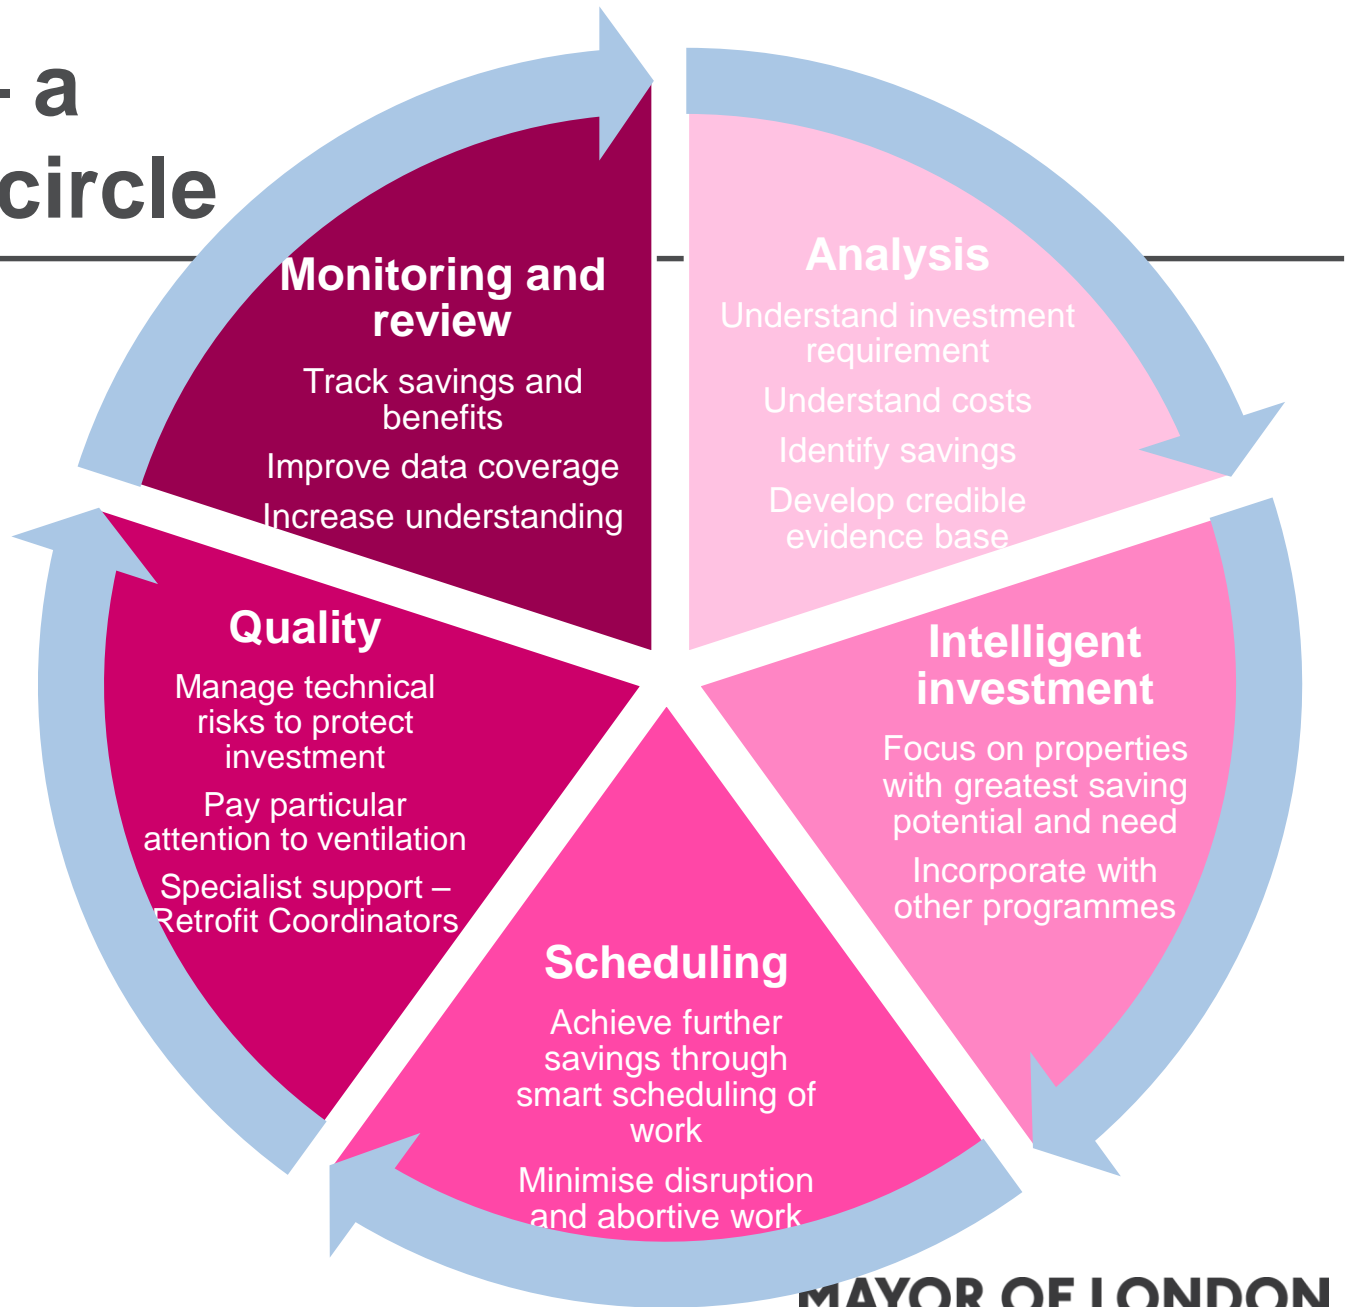 – a
circle
Analysis
Understand investment
requirement
Understand costs
Identify savings
Develop credible
evidence base
Intelligent
investment
Focus on properties
with greatest saving
potential and need
Incorporate with
other programmes
Scheduling
Achieve further
savings through
smart scheduling of
work
Minimise disruption
and abortive work
Quality
Manage technical
risks to protect
investment
Pay particular
attention to ventilation
Specialist support –
Retrofit Coordinators
Monitoring and
review
Track savings and
benefits
Improve data coverage
Increase understanding
MAYOR OF LONDON